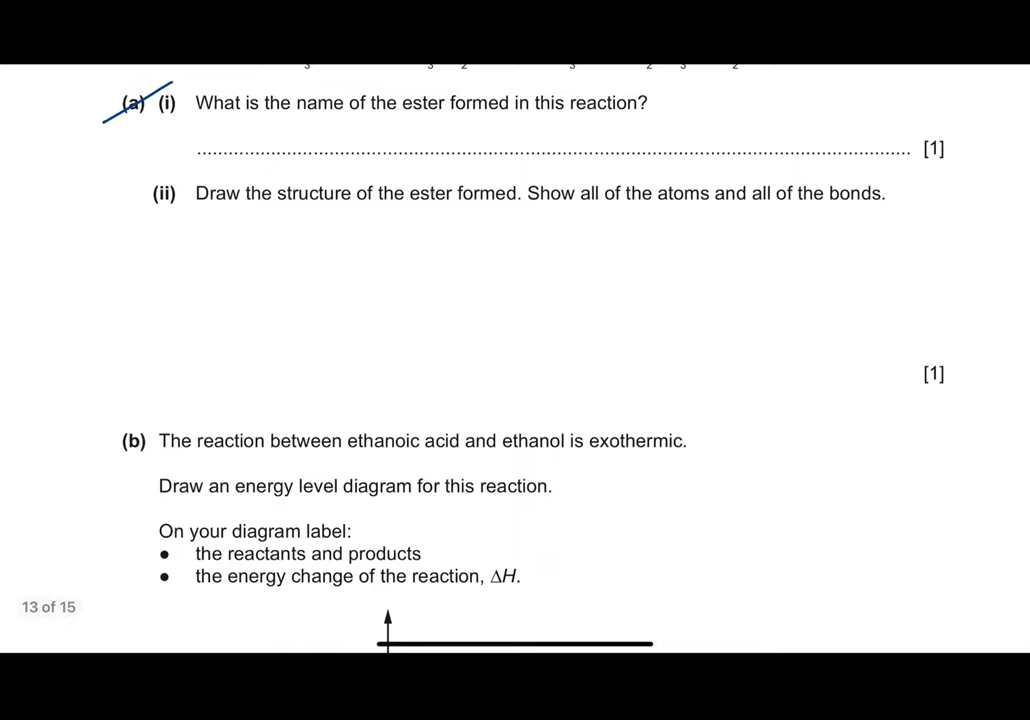 (a) (i) What is the name of the ester formed in this reaction?
[1]
(ii) Draw the structure of the ester formed. Show all of the atoms and all of the bonds.
[1]
(b) The reaction between ethanoic acid and ethanol is exothermic.
Draw an energy level diagram for this reaction.
On your diagram label:
● the reactants and products
● the energy change of the reaction, ΔH.
13 of 15